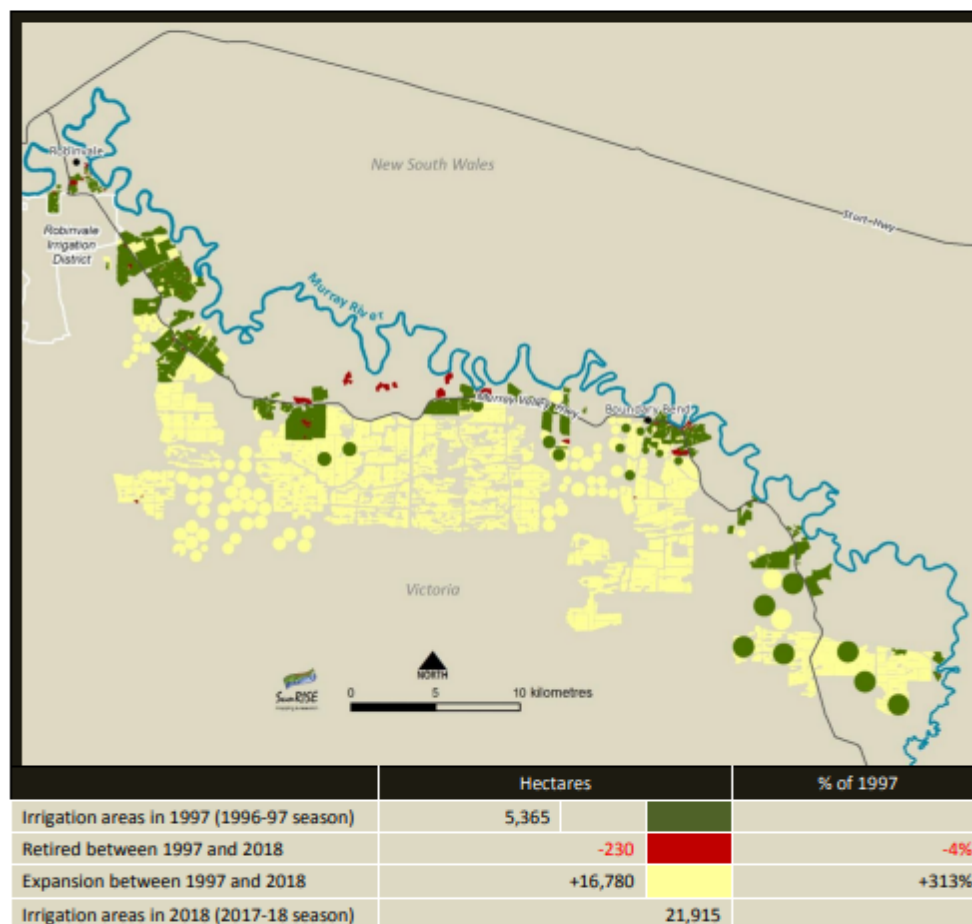 Robinvale
New South Wales
Sturt Hwy
Robinvale
Irrigation
District
Murray River
Murray Valley Hwy
Boundary Bend
Victoria
NORTH
SunRISE
0 5 10 kilometres
Hectares % of 1997
Irrigation areas in 1997 (1996-97 season) 5,365
Retired between 1997 and 2018 -230 -4%
Expansion between 1997 and 2018 +16,780 +313%
Irrigation areas in 2018 (2017-18 season) 21,915